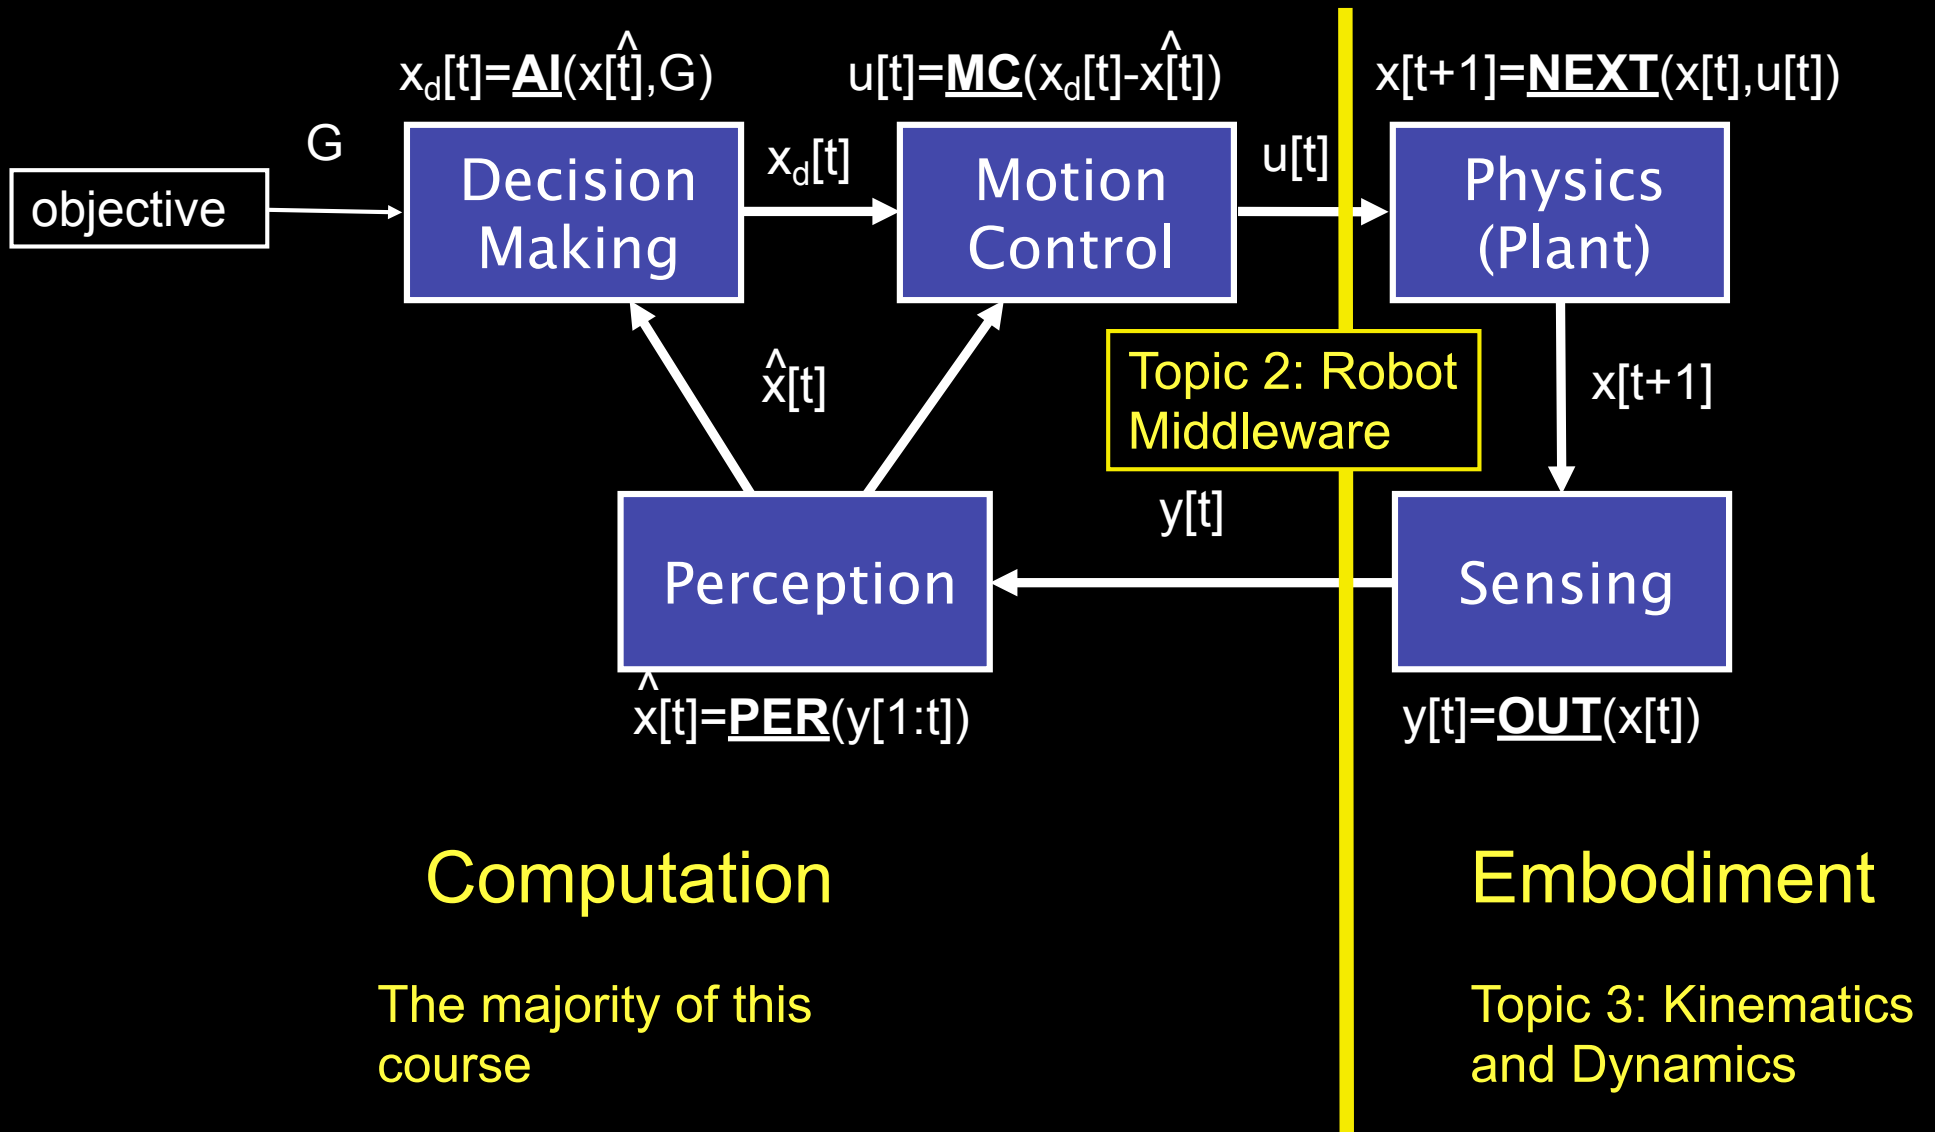 x_d[t]=AI(x̂[t],G)
u[t]=MC(x_d[t]-x̂[t])
x[t+1]=NEXT(x[t],u[t])
objective
G
Decision
Making
x_d[t]
Motion
Control
u[t]
Physics
(Plant)
x̂[t]
Topic 2: Robot
Middleware
x[t+1]
y[t]
Perception
Sensing
x̂[t]=PER(y[1:t])
y[t]=OUT(x[t])
Computation
Embodiment
The majority of this
course
Topic 3: Kinematics
and Dynamics